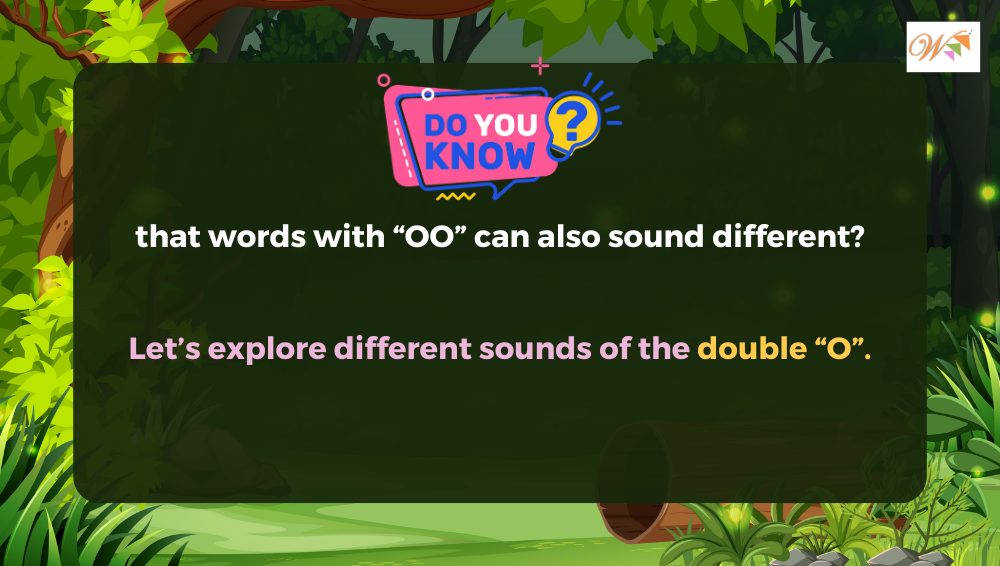 W
DO YOU
KNOW
?
that words with “OO” can also sound different?
Let’s explore different sounds of the double “O”.